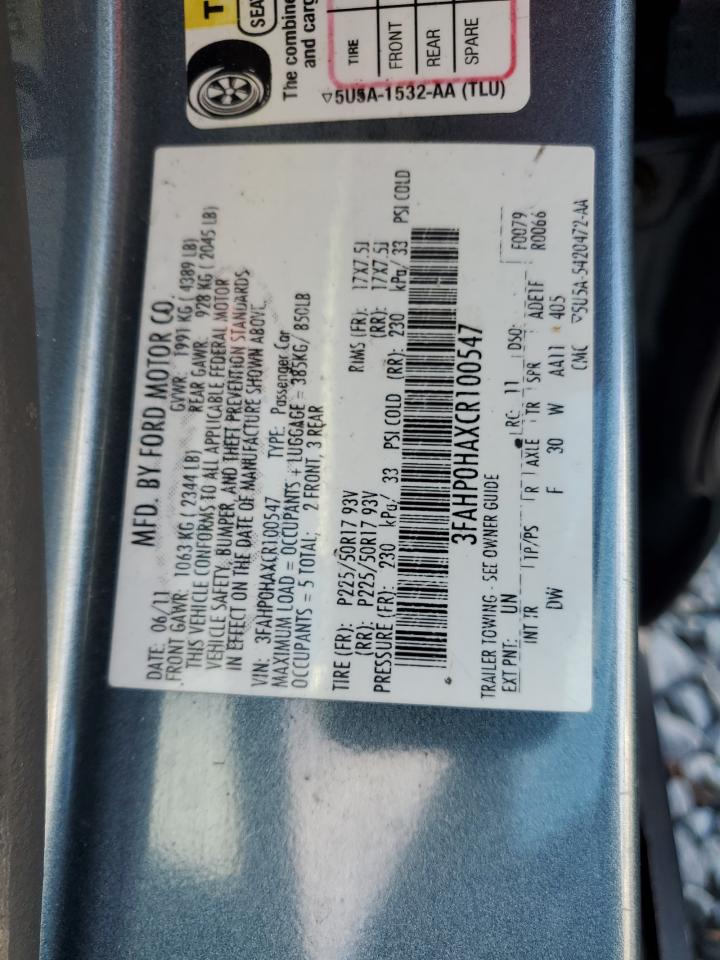 T
SEA
The combine
and carg
TIRE
FRONT
REAR
SPARE
▽5U5A-1532-AA (TLU)
MFD. BY FORD MOTOR CO.
DATE: 06/11 GVWR: 1991 KG ( 4389 LB)
FRONT GAWR: 1063 KG ( 2344 LB) REAR GAWR: 928 KG ( 2045 LB)
THIS VEHICLE CONFORMS TO ALL APPLICABLE FEDERAL MOTOR
VEHICLE SAFETY, BUMPER, AND THEFT PREVENTION STANDARDS
IN EFFECT ON THE DATE OF MANUFACTURE SHOWN ABOVE.
VIN: 3FAHP0HAXCR100547 TYPE: Passenger Car
MAXIMUM LOAD = OCCUPANTS + LUGGAGE = 385KG/ 850LB
OCCUPANTS = 5 TOTAL; 2 FRONT, 3 REAR
TIRE (FR): P225/50R17 93V RIMS (FR): 17X7.5J
(RR): P225/50R17 93V (RR): 17X7.5J
PRESSURE (FR): 230 kPa/ 33 PSI COLD (RR): 230 kPa/ 33 PSI COLD
3FAHP0HAXCR100547
TRAILER TOWING - SEE OWNER GUIDE
EXT PNT: UN RC: 11 DSO: F0079
R0066
INT TR TP/PS R AXLE TR SPR ADE1F
DW F 30 W AA11 405
CMC ▽5U5A-5420472-AA